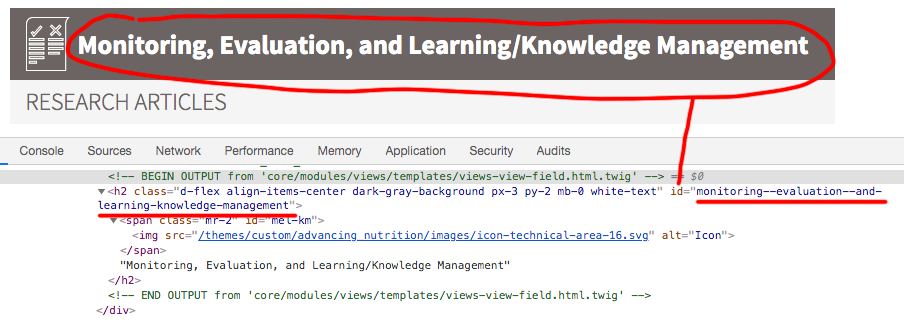 Monitoring, Evaluation, and Learning/Knowledge Management
RESEARCH ARTICLES
Console Sources Network Performance Memory Application Security Audits
<!-- BEGIN OUTPUT from 'core/modules/views/templates/views-view-field.html.twig' --> == $0
▼<h2 class="d-flex align-items-center dark-gray-background px-3 py-2 mb-0 white-text" id="monitoring--evaluation--and-
learning-knowledge-management">
▼<span class="mr-2" id="mel-km">
<img src="/themes/custom/advancing_nutrition/images/icon-technical-area-16.svg" alt="Icon">
</span>
"Monitoring, Evaluation, and Learning/Knowledge Management"
</h2>
<!-- END OUTPUT from 'core/modules/views/templates/views-view-field.html.twig' -->
</div>